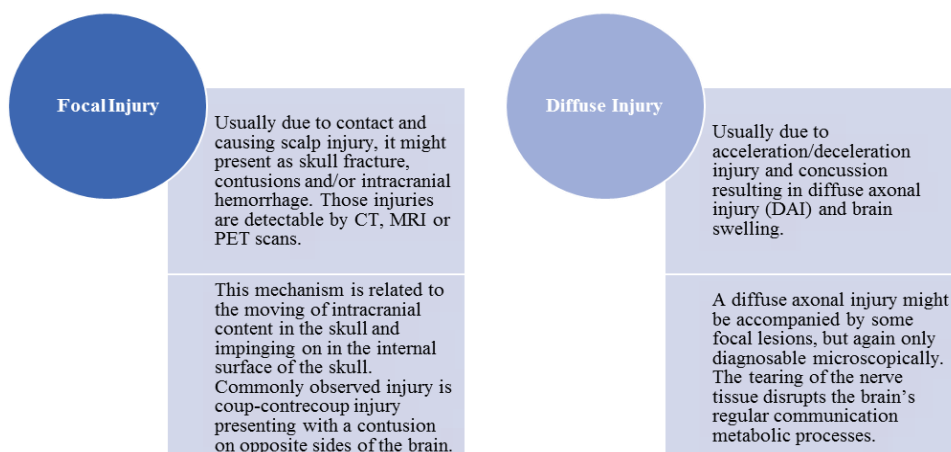 Focal Injury
Usually due to contact and
causing scalp injury, it might
present as skull fracture,
contusions and/or intracranial
hemorrhage. Those injuries
are detectable by CT, MRI or
PET scans.
This mechanism is related to
the moving of intracranial
content in the skull and
impinging on in the internal
surface of the skull.
Commonly observed injury is
coup-contrecoup injury
presenting with a contusion
on opposite sides of the brain.
Diffuse Injury
Usually due to
acceleration/deceleration
injury and concussion
resulting in diffuse axonal
injury (DAI) and brain
swelling.
A diffuse axonal injury might
be accompanied by some
focal lesions, but again only
diagnosable microscopically.
The tearing of the nerve
tissue disrupts the brain’s
regular communication
metabolic processes.